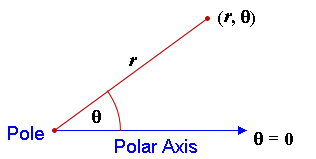 (r, θ)
r
θ
Pole
Polar Axis
θ = 0